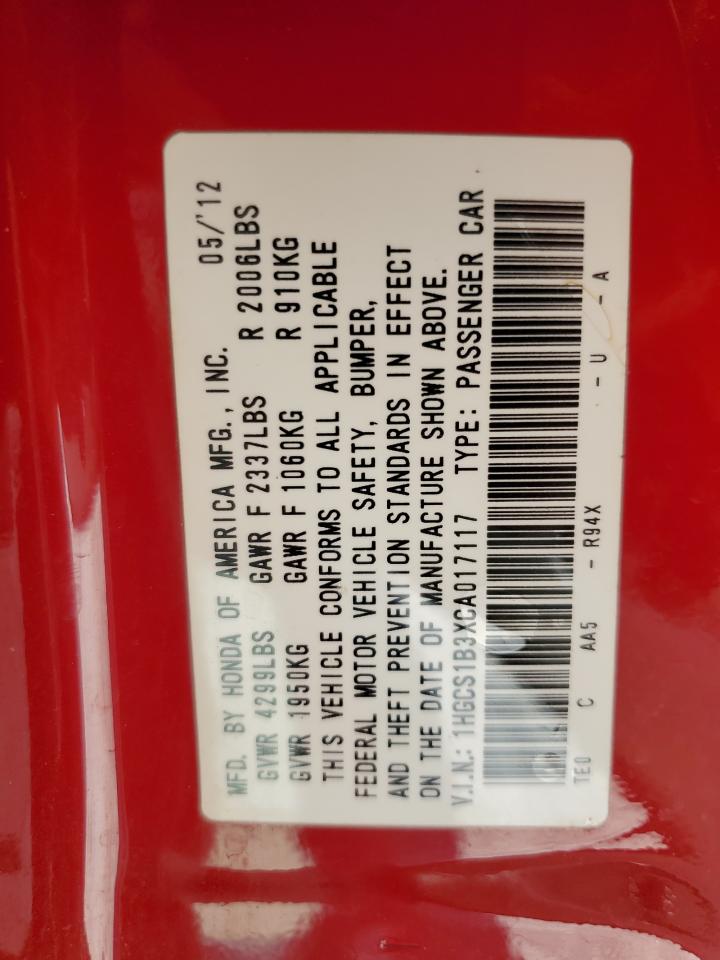 MFD. BY HONDA OF AMERICA MFG., INC. 05/'12
GVWR 4299LBS GAWR F 2337LBS R 2006LBS
GVWR 1950KG GAWR F 1060KG R 910KG
THIS VEHICLE CONFORMS TO ALL APPLICABLE
FEDERAL MOTOR VEHICLE SAFETY, BUMPER,
AND THEFT PREVENTION STANDARDS IN EFFECT
ON THE DATE OF MANUFACTURE SHOWN ABOVE.
V.I.N.: 1HGCS1B3XCA017117 TYPE: PASSENGER CAR
TE0 C AA5 - R94X - U - A